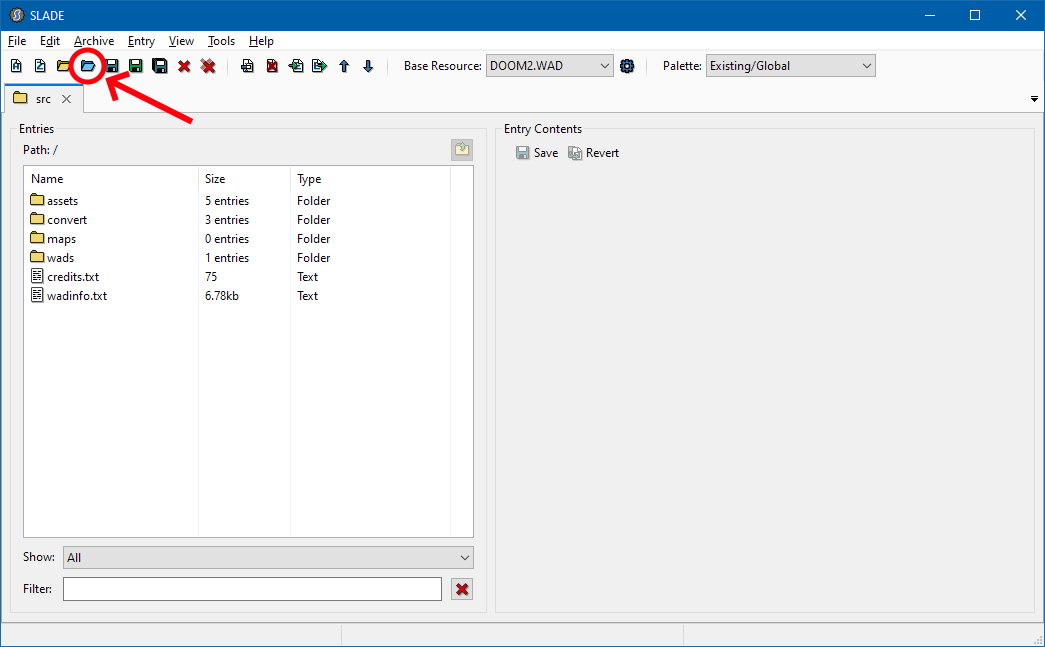 SLADE
File Edit Archive Entry View Tools Help
Base Resource: DOOM2.WAD Palette: Existing/Global
src
Entries
Path: /
Name Size Type
assets 5 entries Folder
convert 3 entries Folder
maps 0 entries Folder
wads 1 entries Folder
credits.txt 75 Text
wadinfo.txt 6.78kb Text
Show: All
Filter:
Entry Contents
Save Revert